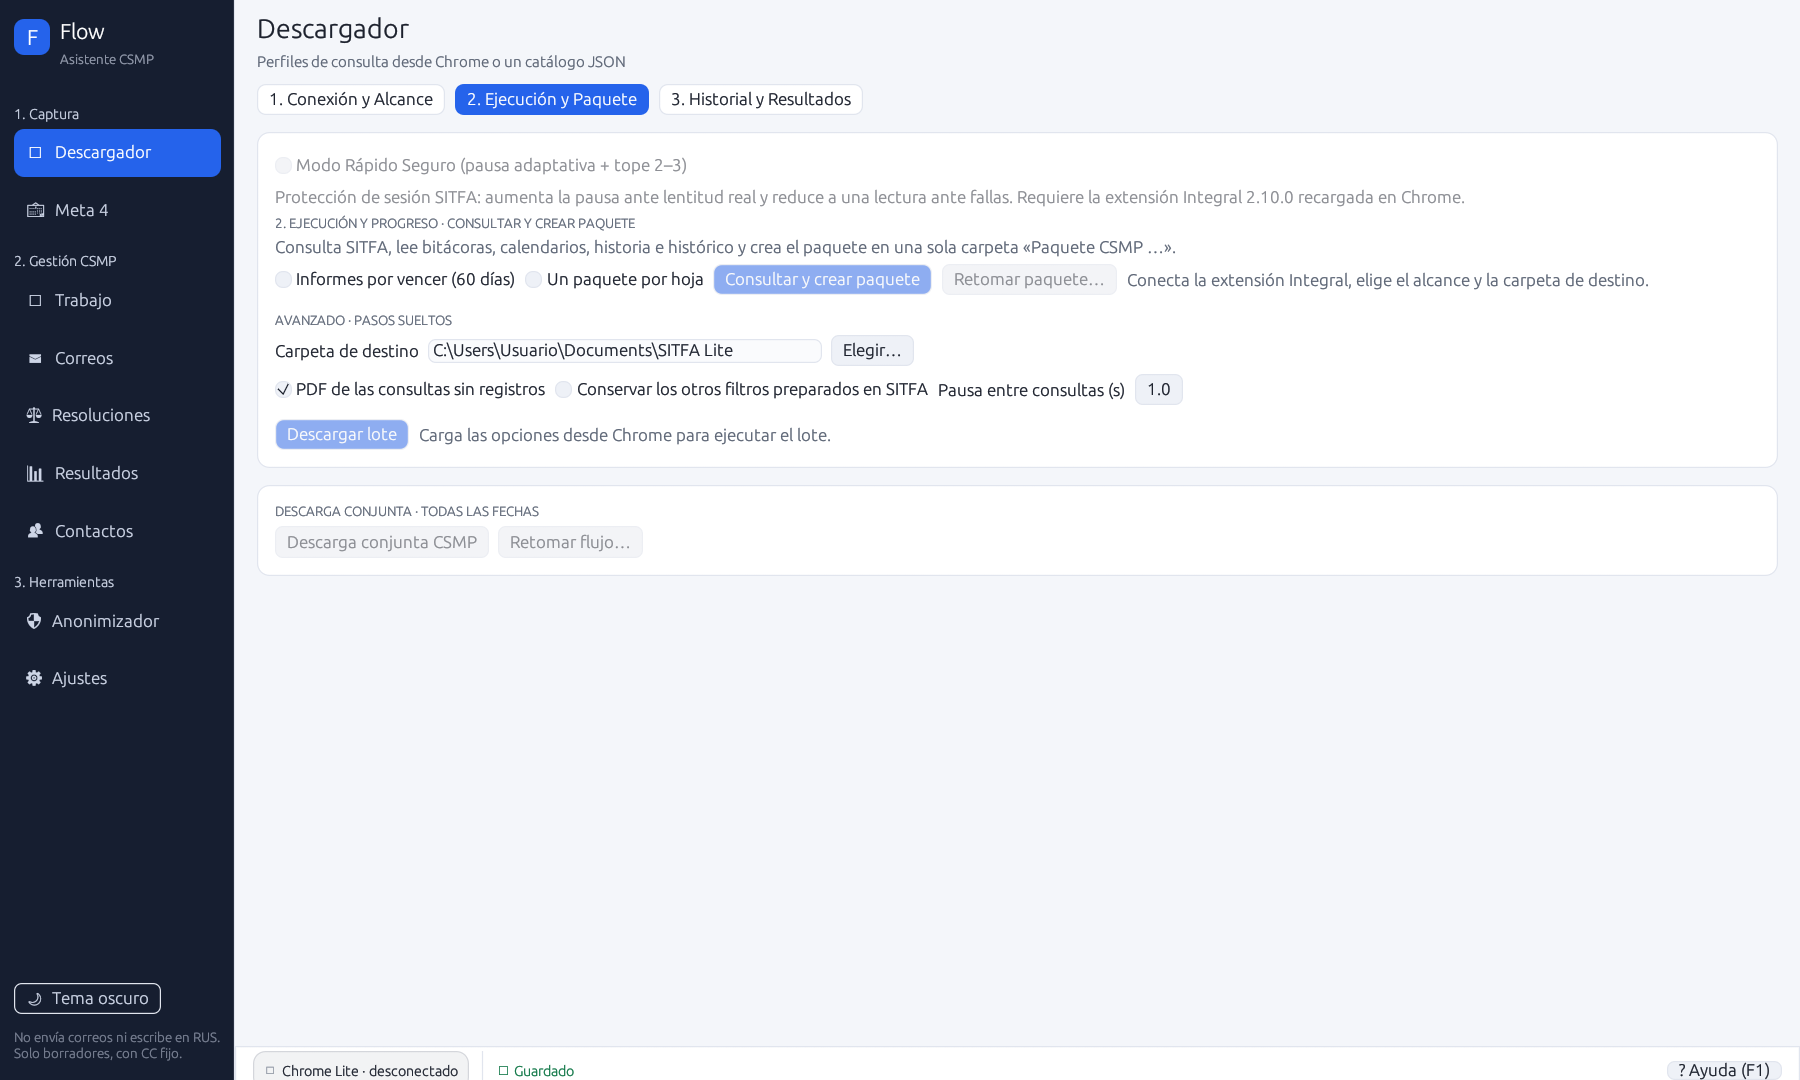 F
Flow
Asistente CSMP
1. Captura
Descargador
Meta 4
2. Gestión CSMP
Trabajo
Correos
Resoluciones
Resultados
Contactos
3. Herramientas
Anonimizador
Ajustes
Tema oscuro
No envía correos ni escribe en RUS.
Solo borradores, con CC fijo.
Descargador
Perfiles de consulta desde Chrome o un catálogo JSON
1. Conexión y Alcance 2. Ejecución y Paquete 3. Historial y Resultados
Modo Rápido Seguro (pausa adaptativa + tope 2–3)
Protección de sesión SITFA: aumenta la pausa ante lentitud real y reduce a una lectura ante fallas. Requiere la extensión Integral 2.10.0 recargada en Chrome.
2. EJECUCIÓN Y PROGRESO · CONSULTAR Y CREAR PAQUETE
Consulta SITFA, lee bitácoras, calendarios, historia e histórico y crea el paquete en una sola carpeta «Paquete CSMP …».
Informes por vencer (60 días) Un paquete por hoja Consultar y crear paquete Retomar paquete… Conecta la extensión Integral, elige el alcance y la carpeta de destino.
AVANZADO · PASOS SUELTOS
Carpeta de destino C:\Users\Usuario\Documents\SITFA Lite Elegir…
PDF de las consultas sin registros Conservar los otros filtros preparados en SITFA Pausa entre consultas (s) 1.0
Descargar lote Carga las opciones desde Chrome para ejecutar el lote.
DESCARGA CONJUNTA · TODAS LAS FECHAS
Descarga conjunta CSMP Retomar flujo…
Chrome Lite · desconectado Guardado ? Ayuda (F1)